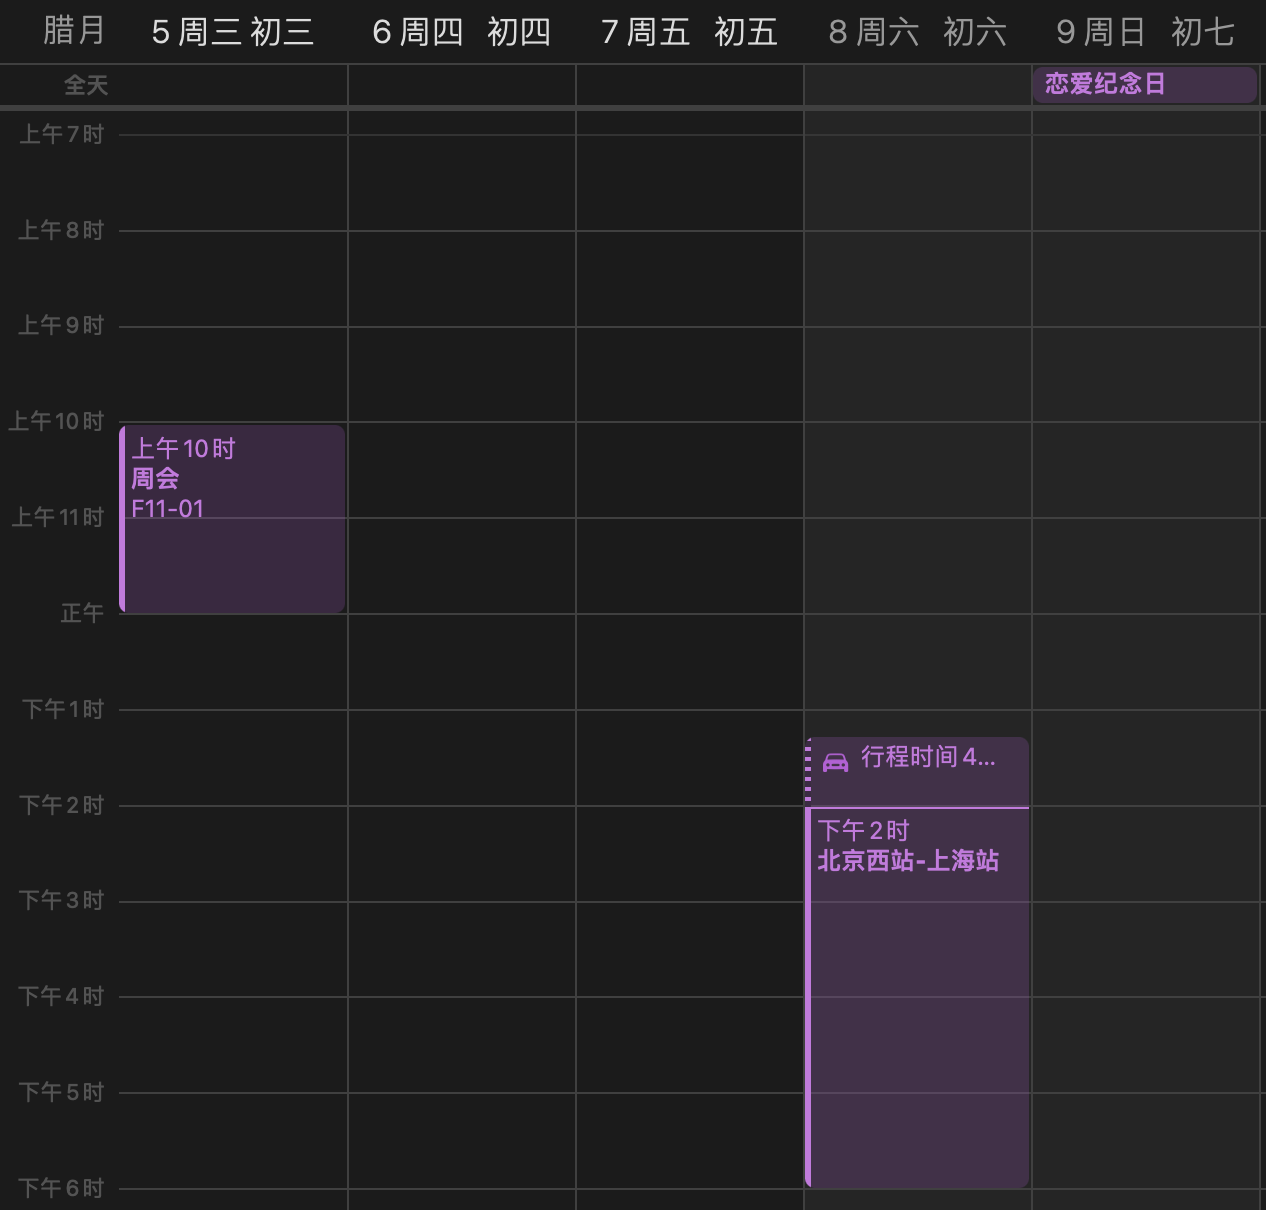 腊月 5 周三 初三 6 周四 初四 7 周五 初五 8 周六 初六 9 周日 初七
全天 恋爱纪念日
上午7时
上午8时
上午9时
上午10时
上午10时
周会
F11-01
上午11时
正午
下午1时
行程时间 4...
下午2时
下午2时
北京西站-上海站
下午3时
下午4时
下午5时
下午6时